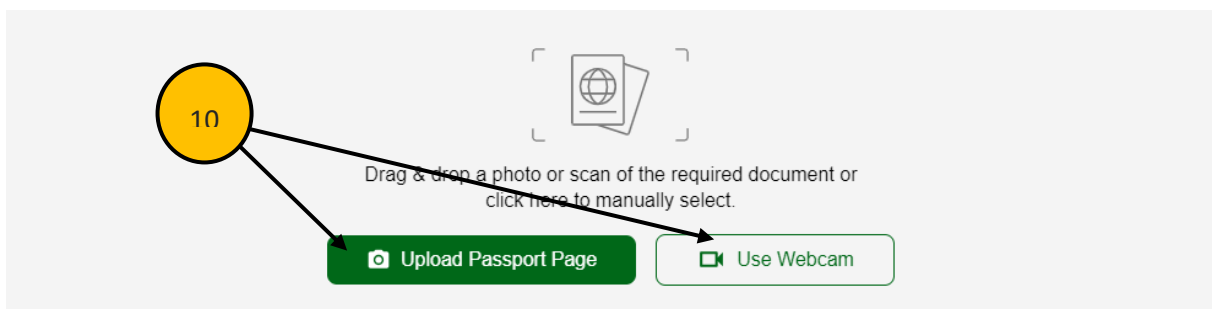 10
Drag & drop a photo or scan of the required document or
click here to manually select.
Upload Passport Page
Use Webcam